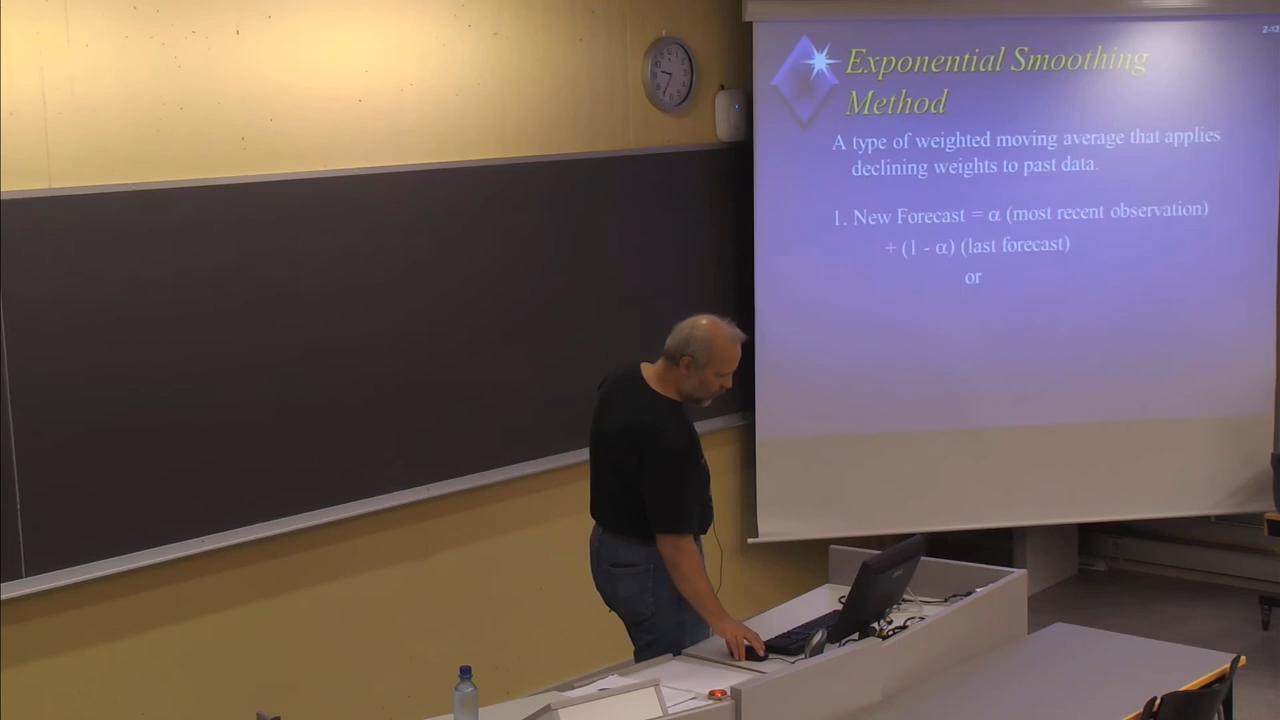 Exponential Smoothing
Method
A type of weighted moving average that applies
declining weights to past data.
1. New Forecast = α (most recent observation)
+ (1 - α) (last forecast)
or